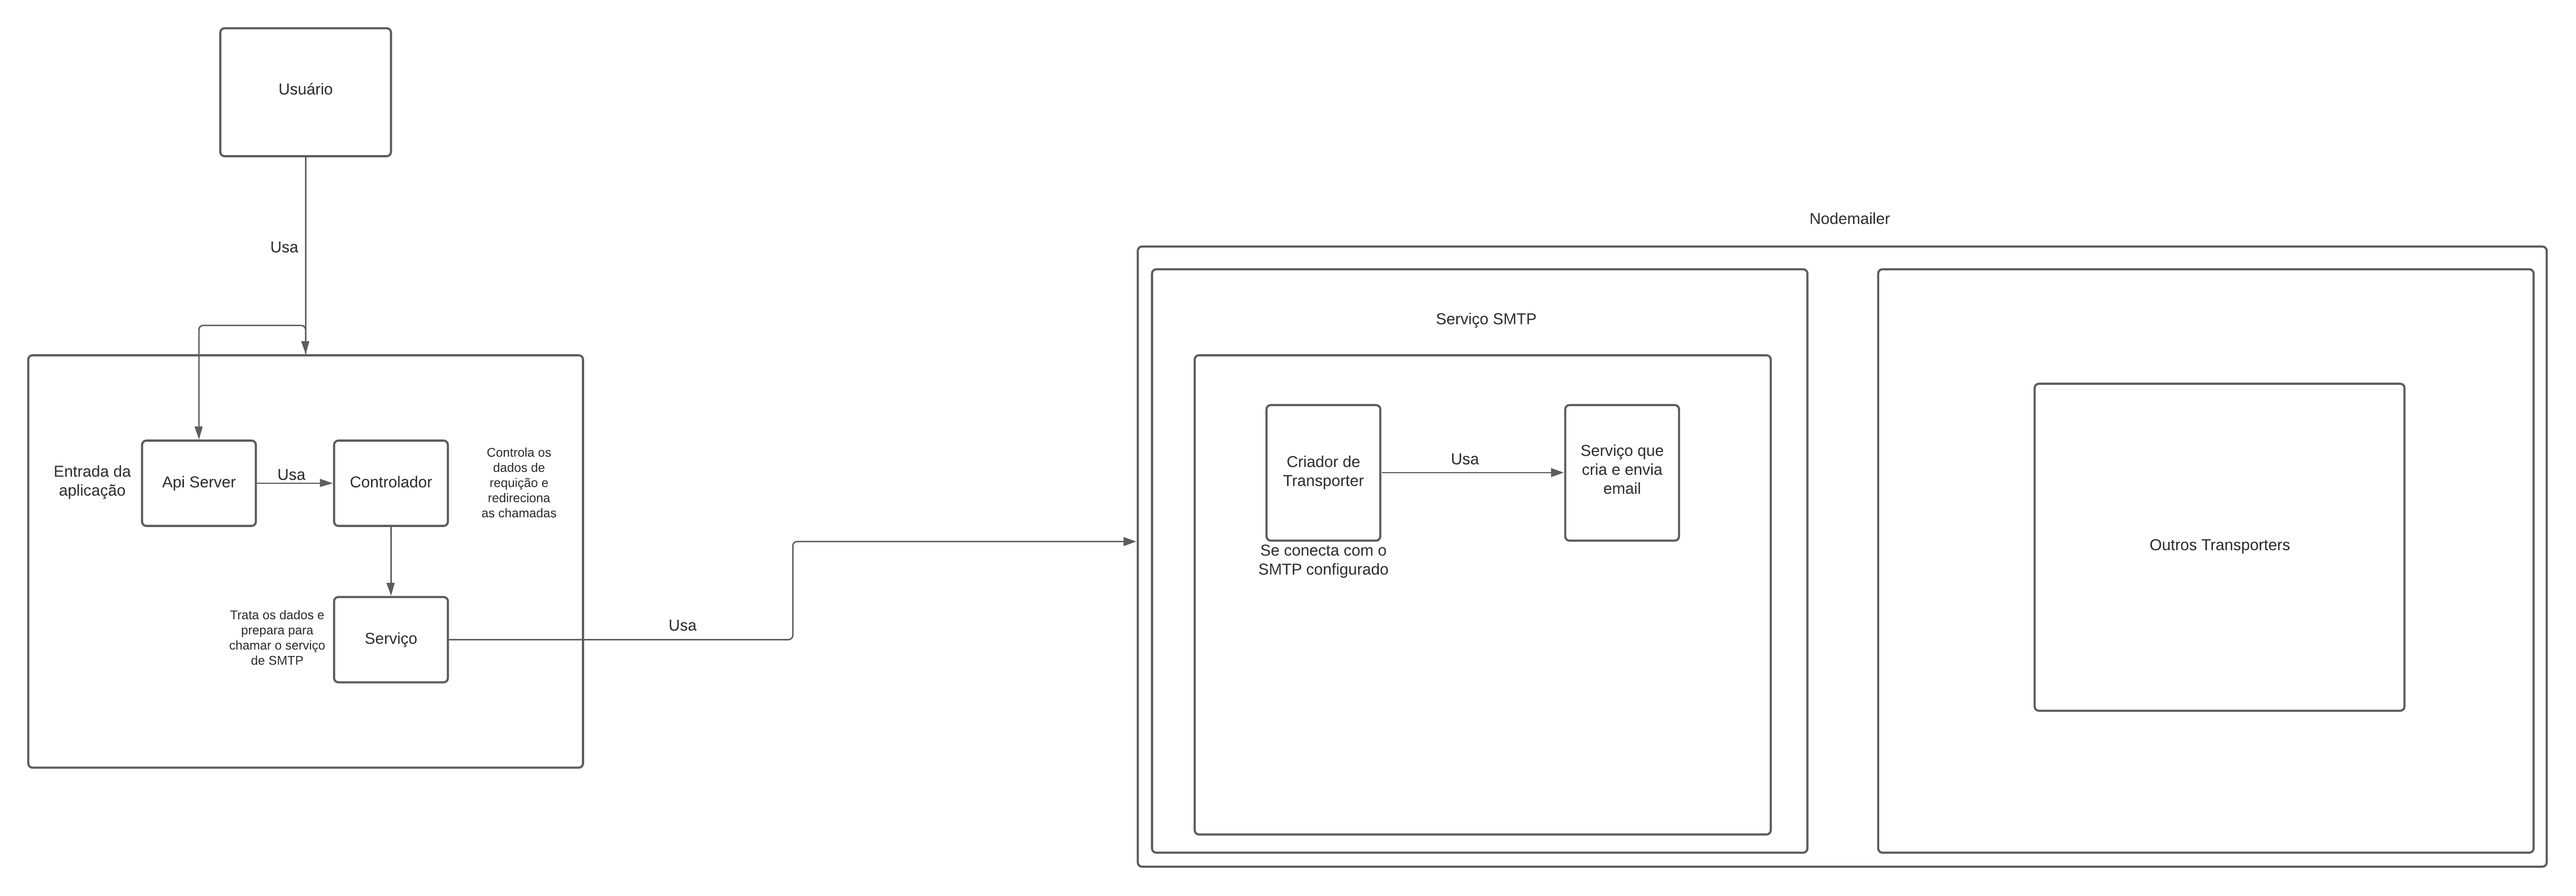 Usuário
Usa
Entrada da
aplicação
Api Server
Usa
Controlador
Controla os
dados de
requição e
redireciona
as chamadas
Trata os dados e
prepara para
chamar o serviço
de SMTP
Serviço
Usa
Nodemailer
Serviço SMTP
Criador de
Transporter
Usa
Serviço que
cria e envia
email
Se conecta com o
SMTP configurado
Outros Transporters